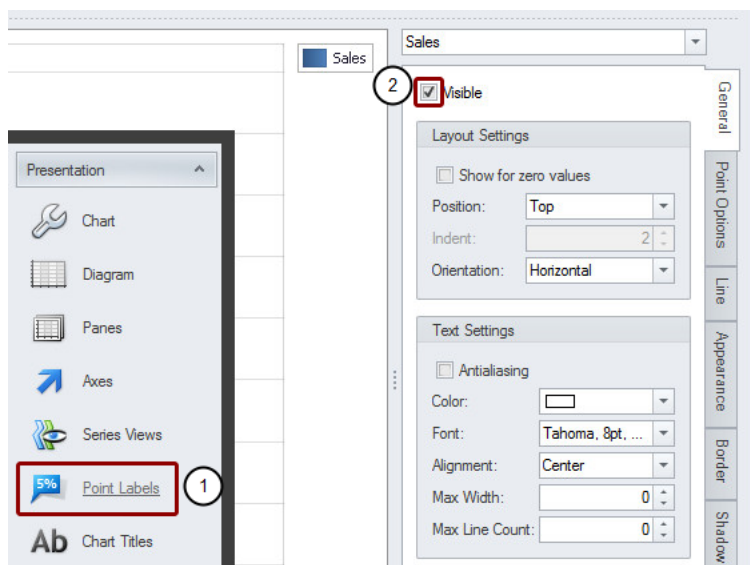 Sales
Sales
2
Visible
General
Layout Settings
Show for zero values
Position: Top
Indent: 2
Orientation: Horizontal
Point Options
Line
Text Settings
Antialiasing
Color:
Font: Tahoma, 8pt, ...
Alignment: Center
Max Width: 0
Max Line Count: 0
Appearance
Border
Shadow
Presentation
Chart
Diagram
Panes
Axes
Series Views
5% Point Labels
1
Ab Chart Titles